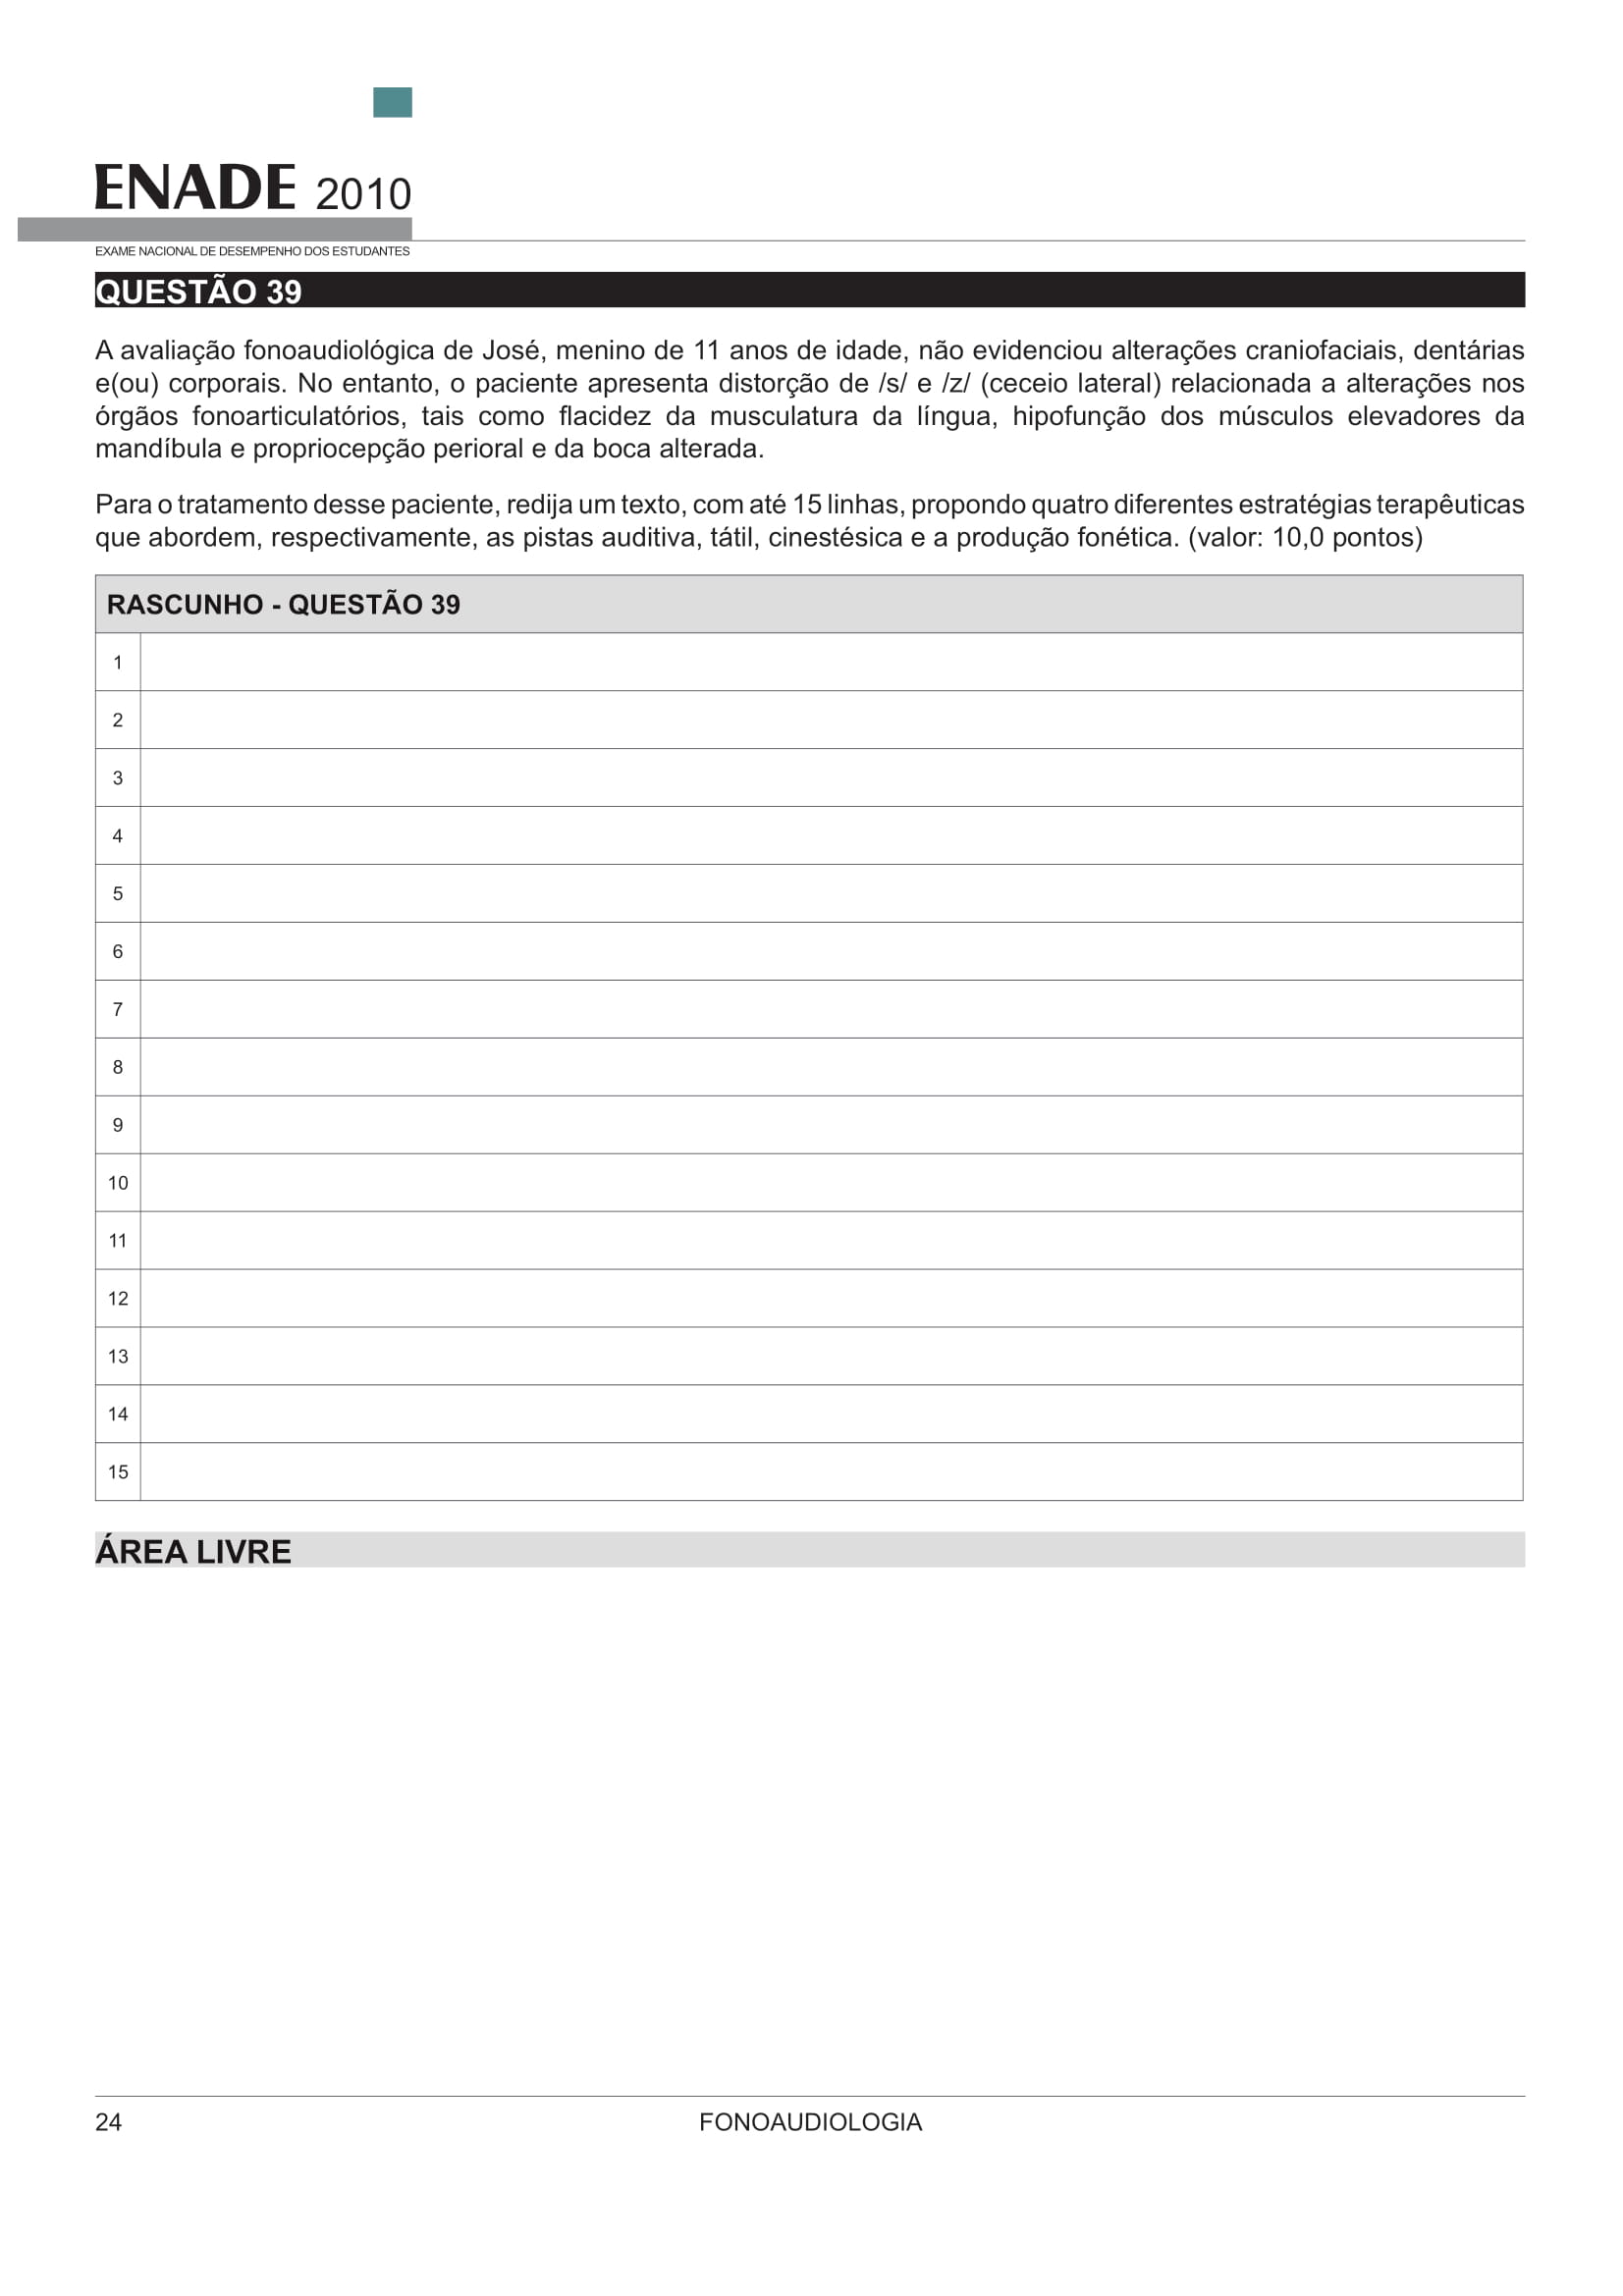 ENADE 2010
EXAME NACIONAL DE DESEMPENHO DOS ESTUDANTES
QUESTÃO 39
A avaliação fonoaudiológica de José, menino de 11 anos de idade, não evidenciou alterações craniofaciais, dentárias
e(ou) corporais. No entanto, o paciente apresenta distorção de /s/ e /z/ (ceceio lateral) relacionada a alterações nos
órgãos fonoarticulatórios, tais como flacidez da musculatura da língua, hipofunção dos músculos elevadores da
mandíbula e propriocepção perioral e da boca alterada.
Para o tratamento desse paciente, redija um texto, com até 15 linhas, propondo quatro diferentes estratégias terapêuticas
que abordem, respectivamente, as pistas auditiva, tátil, cinestésica e a produção fonética. (valor: 10,0 pontos)
RASCUNHO - QUESTÃO 39
1
2
3
4
5
6
7
8
9
10
11
12
13
14
15
ÁREA LIVRE
24
FONOAUDIOLOGIA